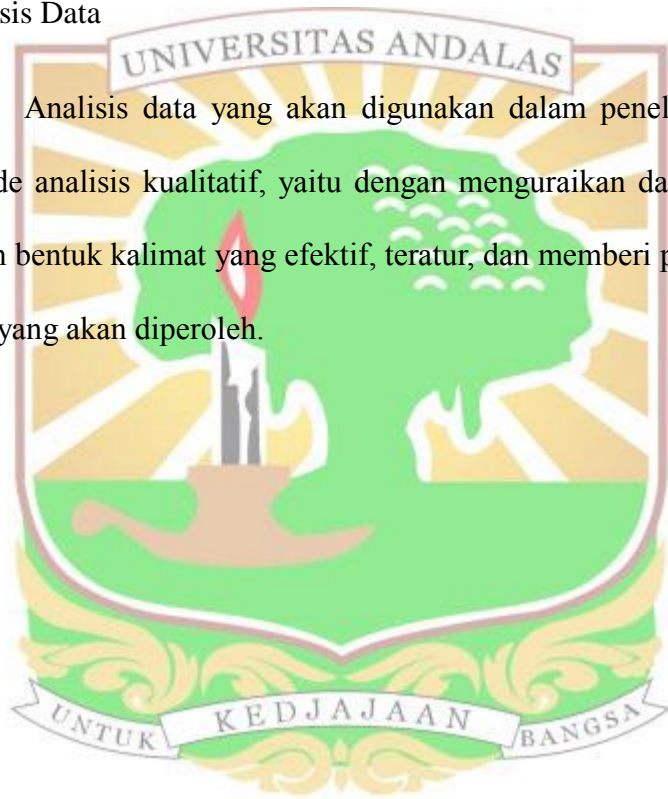 sis Data
UNIVERSITAS ANDALAS
Analisis data yang akan digunakan dalam penel
de analisis kualitatif, yaitu dengan menguraikan da
bentuk kalimat yang efektif, teratur, dan memberi p
yang akan diperoleh.
UNTUK KEDJAJAAN BANGSA